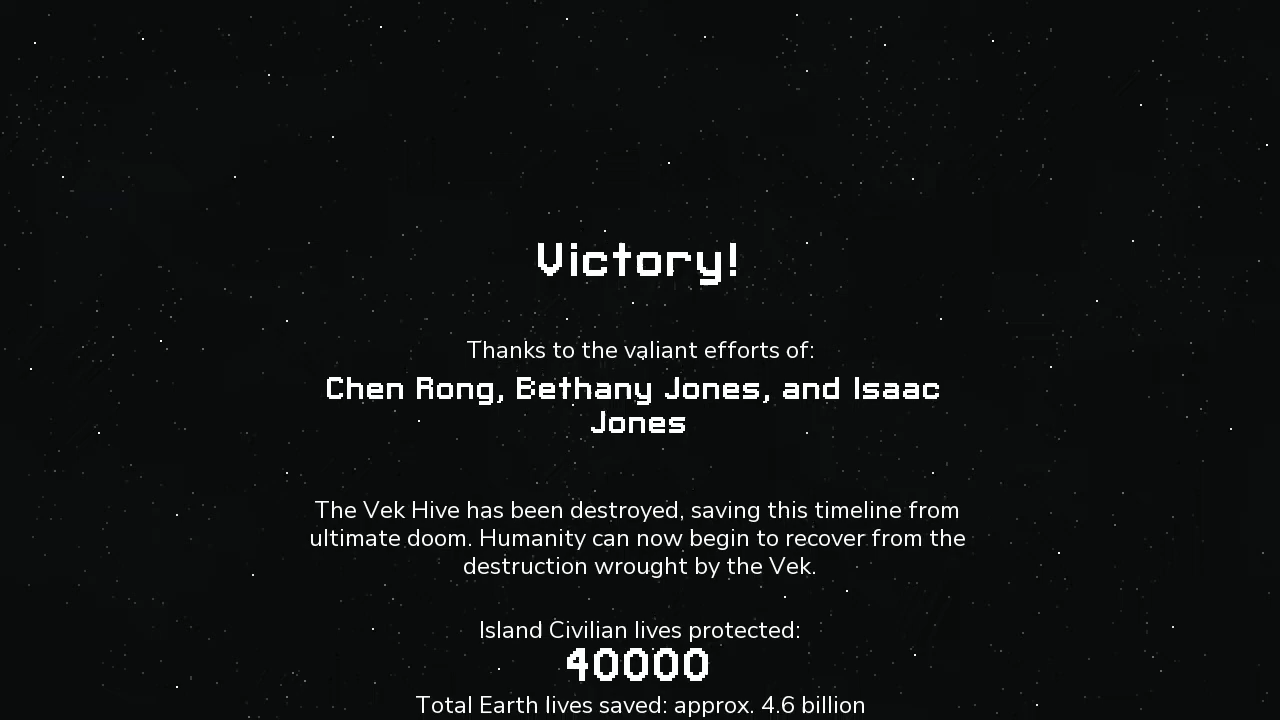 Victory!
Thanks to the valiant efforts of:
Chen Rong, Bethany Jones, and Isaac
Jones
The Vek Hive has been destroyed, saving this timeline from
ultimate doom. Humanity can now begin to recover from the
destruction wrought by the Vek.
Island Civilian lives protected:
40000
Total Earth lives saved: approx. 4.6 billion